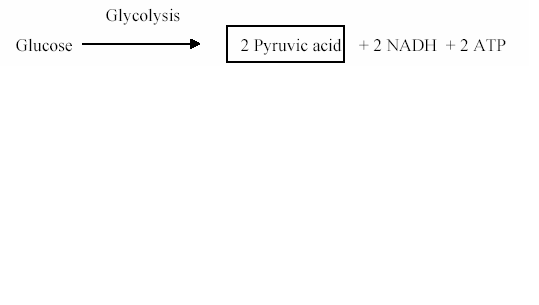 Glycolysis
Glucose 2 Pyruvic acid + 2 NADH + 2 ATP